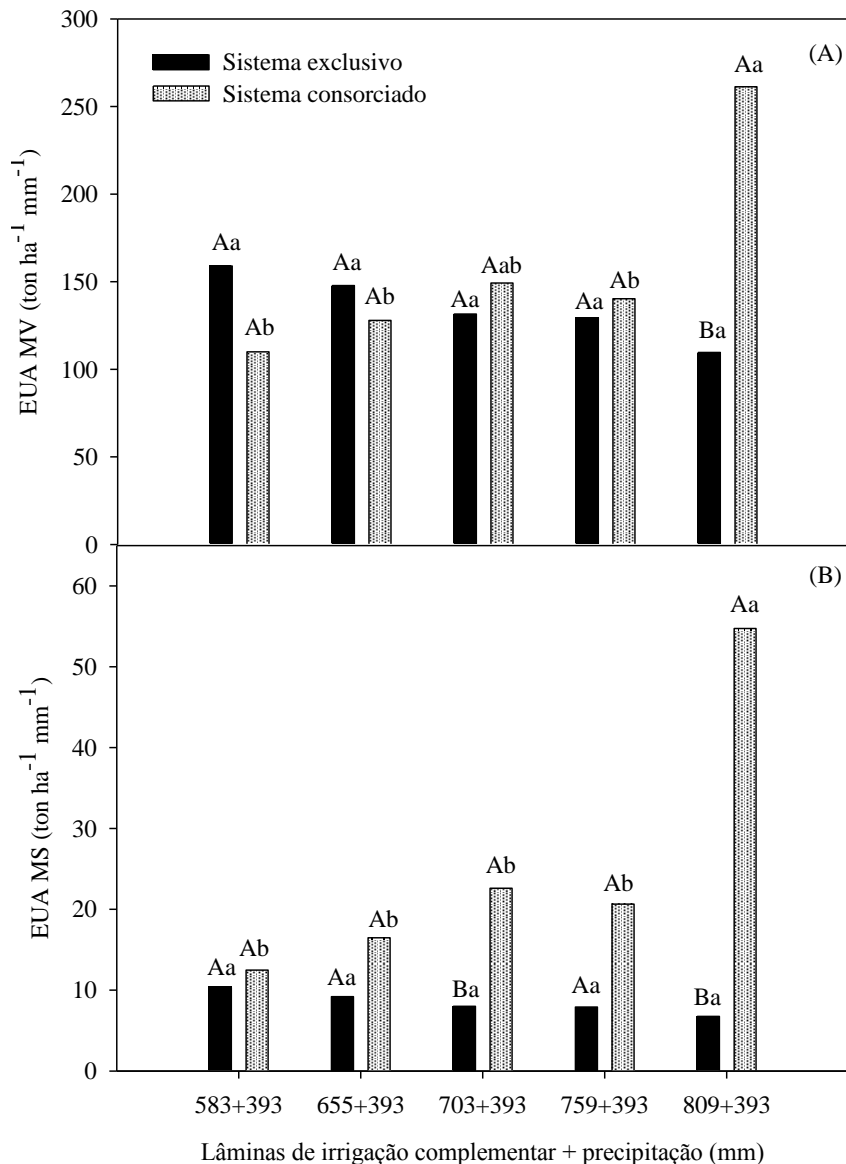 300
(A)
Sistema exclusivo
Aa
Sistema consorciado
250
EUA MV (ton ha⁻¹ mm⁻¹)
200
Aa
Aa
Aab
150
Ab
Aa
Aa
Ab
Ab
Ba
100
50
0
(B)
60
Aa
EUA MS (ton ha⁻¹ mm⁻¹)
50
40
30
Ab
Ab
20
Ab
Ab
Aa
Aa
Ba
Aa
Ba
10
0
583+393 655+393 703+393 759+393 809+393
Lâminas de irrigação complementar + precipitação (mm)